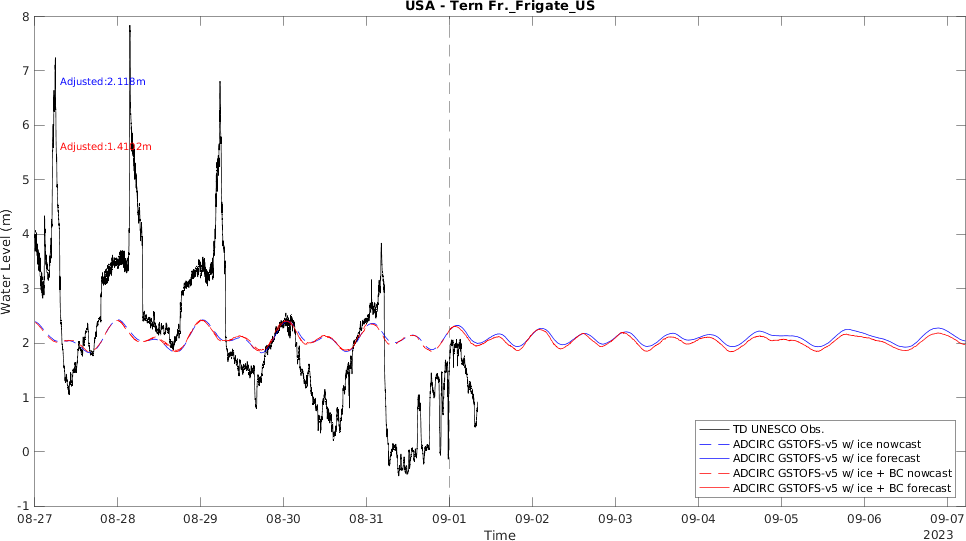 USA - Tern Fr._Frigate_US
8
7
6
5
4
3
2
1
0
-1
Water Level (m)
Adjusted:2.118m
TD UNESCO Obs.
ADCIRC GSTOFS-v5 w/ ice nowcast
ADCIRC GSTOFS-v5 w/ ice forecast
ADCIRC GSTOFS-v5 w/ ice + BC nowcast
ADCIRC GSTOFS-v5 w/ ice + BC forecast
08-27 08-28 08-29 08-30 08-31 09-01 09-02 09-03 09-04 09-05 09-06 09-07
Time
2023